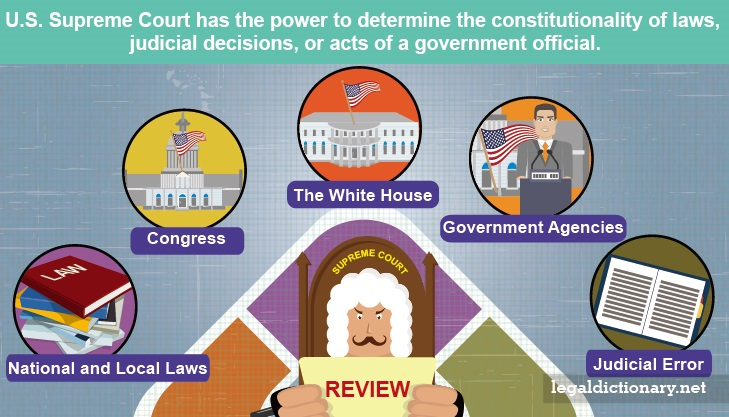 U.S. Supreme Court has the power to determine the constitutionality of laws,
judicial decisions, or acts of a government official.
The White House
Congress
Government Agencies
SUPREME COURT
LAW
National and Local Laws
Judicial Error
REVIEW
legaldictionary.net